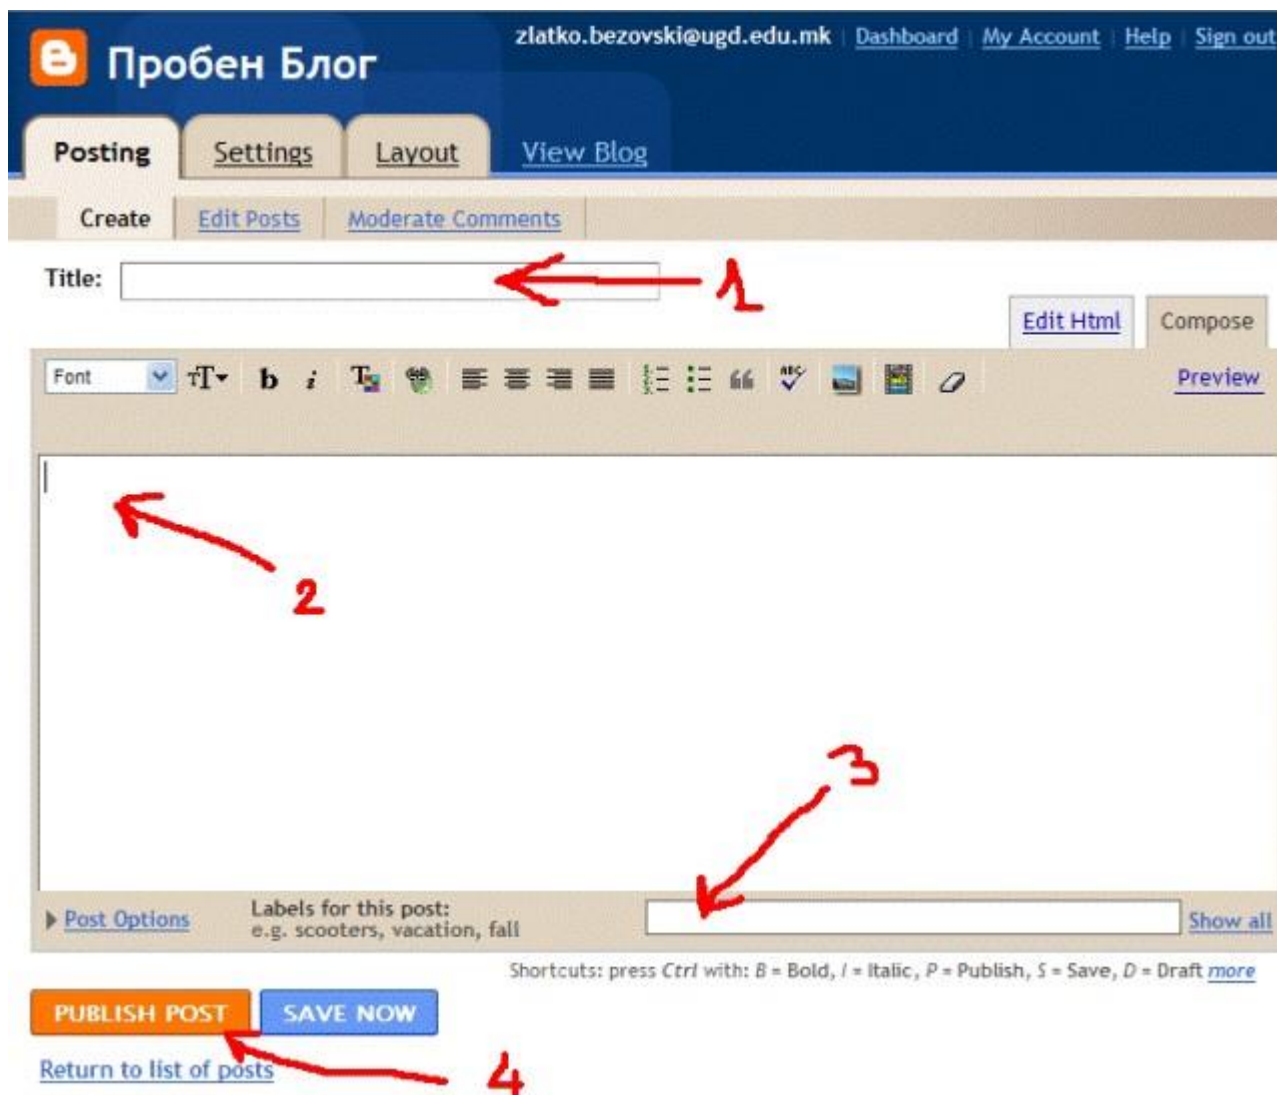 zlatko.bezovski@ugd.edu.mk | Dashboard | My Account | Help | Sign out
Пробен Блог
Posting Settings Layout View Blog
Create Edit Posts Moderate Comments
Title:
1
Edit Html Compose
Font TT b i T ABC Preview
2
3
Post Options Labels for this post: Show all
e.g. scooters, vacation, fall
Shortcuts: press Ctrl with: B = Bold, I = Italic, P = Publish, S = Save, D = Draft more
PUBLISH POST SAVE NOW
Return to list of posts
4